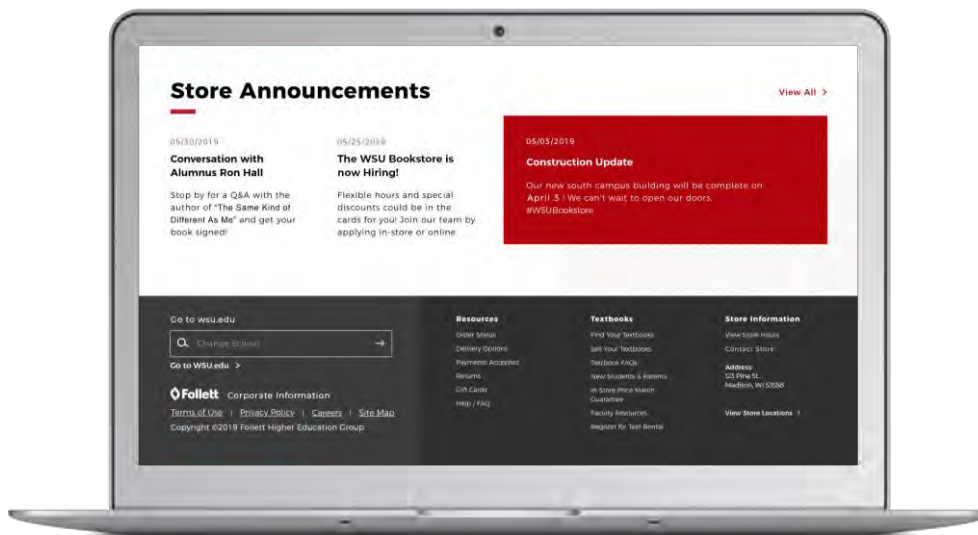 Store Announcements
View All >
05/30/2019
Conversation with
Alumnus Ron Hall
Stop by for a Q&A with the
author of "The Same Kind of
Different As Me" and get your
book signed!
05/25/2019
The WSU Bookstore is
now Hiring!
Flexible hours and special
discounts could be in the
cards for you! Join our team by
applying in-store or online.
05/03/2019
Construction Update
Our new south campus building will be complete on
April 3 ! We can't wait to open our doors.
#WSUBookstore
Go to wsu.edu
Change School →
Go to WSU.edu >
Follett Corporate Information
Terms of Use | Privacy Policy | Careers | Site Map
Copyright ©2019 Follett Higher Education Group
Resources
Order Status
Delivery Options
Payments Accepted
Returns
Gift Cards
Help / FAQ
Textbooks
Find Your Textbooks
Sell Your Textbooks
Textbook FAQs
New Students & Parents
In-Store Price Match
Guarantee
Faculty Resources
Register for Text Rental
Store Information
View Store Hours
Contact Store
Address:
123 Pine St.
Madison, WI 53558
View Store Locations >